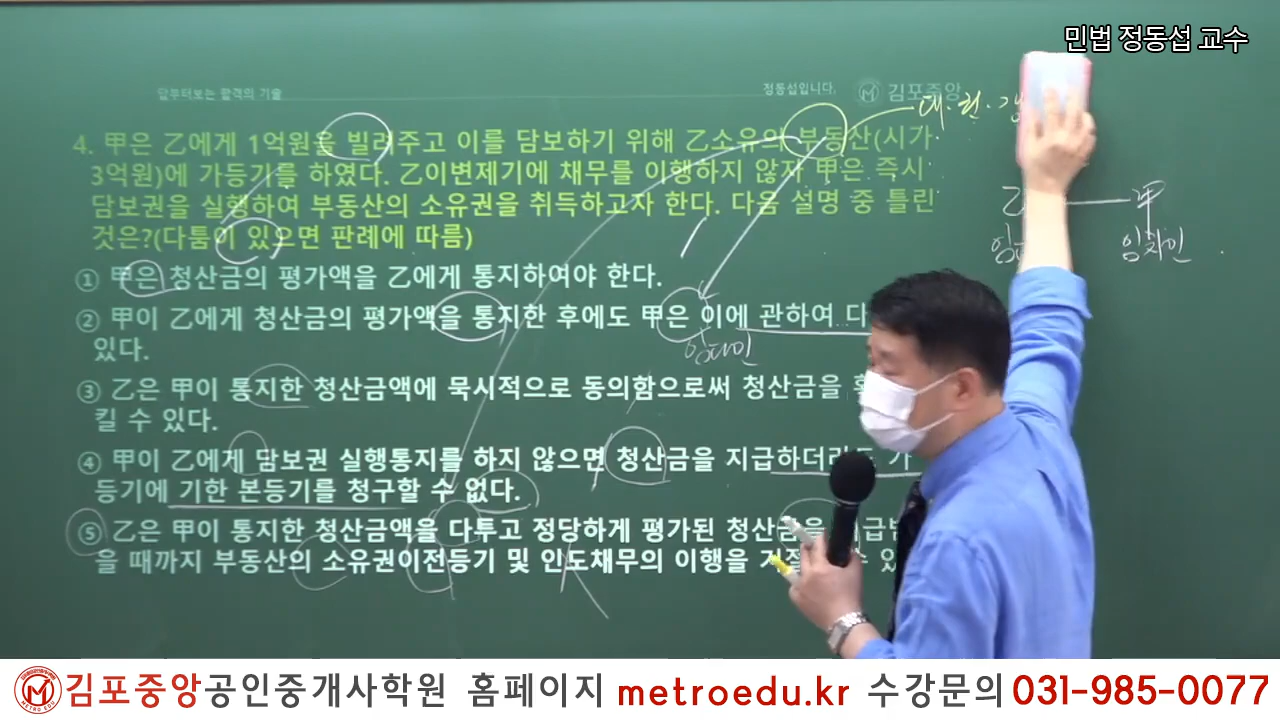 민법 정동섭 교수
답부터보는 합격의 기술
정동섭입니다.
김포중앙
4. 甲은 乙에게 1억원을 빌려주고 이를 담보하기 위해 乙소유의 부동산(시가
3억원)에 가등기를 하였다. 乙이변제기에 채무를 이행하지 않자 甲은 즉시
담보권을 실행하여 부동산의 소유권을 취득하고자 한다. 다음 설명 중 틀린
것은?(다툼이 있으면 판례에 따름)
① 甲은 청산금의 평가액을 乙에게 통지하여야 한다.
② 甲이 乙에게 청산금의 평가액을 통지한 후에도 甲은 이에 관하여 다
있다.
③ 乙은 甲이 통지한 청산금액에 묵시적으로 동의함으로써 청산금을
킬 수 있다.
④ 甲이 乙에게 담보권 실행통지를 하지 않으면 청산금을 지급하더라도 가
등기에 기한 본등기를 청구할 수 없다.
⑤ 乙은 甲이 통지한 청산금액을 다투고 정당하게 평가된 청산금을
을 때까지 부동산의 소유권이전등기 및 인도채무의 이행을
乙 甲
임차인
METRO EDU
김포중앙공인중개사학원 홈페이지 metroedu.kr 수강문의 031-985-0077